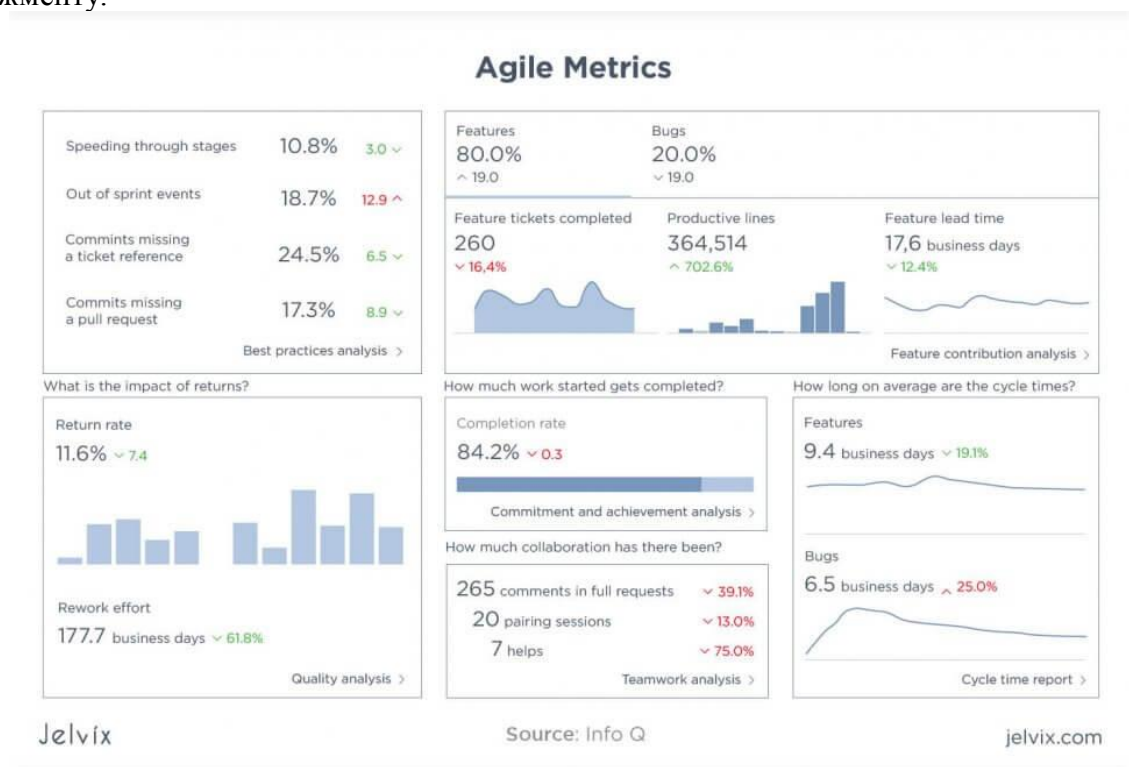 Agile Metrics
Speeding through stages 10.8% 3.0
Out of sprint events 18.7% 12.9
Commints missing
a ticket reference 24.5% 6.5
Commits missing
a pull request 17.3% 8.9
Best practices analysis >
Features
80.0%
19.0
Bugs
20.0%
19.0
Feature tickets completed
260
16,4%
Productive lines
364,514
702.6%
Feature lead time
17,6 business days
12.4%
Feature contribution analysis >
What is the impact of returns?
Return rate
11.6% 7.4
Rework effort
177.7 business days 61.8%
Quality analysis >
How much work started gets completed?
Completion rate
84.2% 0.3
Commitment and achievement analysis >
How much collaboration has there been?
265 comments in full requests 39.1%
20 pairing sessions 13.0%
7 helps 75.0%
Teamwork analysis >
How long on average are the cycle times?
Features
9.4 business days 19.1%
Bugs
6.5 business days 25.0%
Cycle time report >
Jelvix
Source: Info Q
jelvix.com